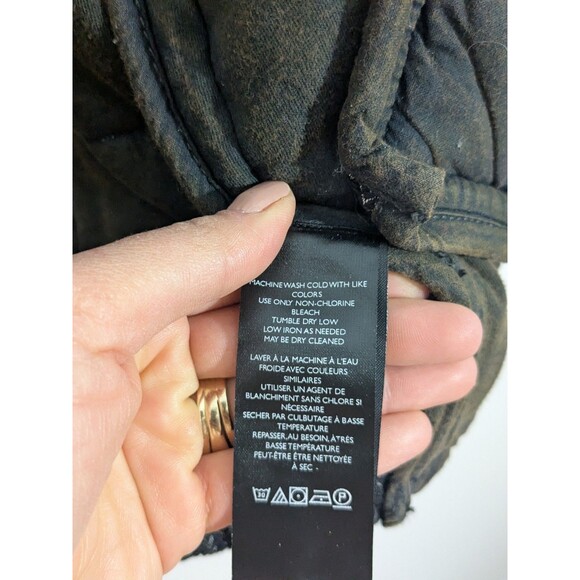 MACHINE WASH COLD WITH LIKE
COLORS
USE ONLY NON-CHLORINE
BLEACH
TUMBLE DRY LOW
LOW IRON AS NEEDED
MAY BE DRY CLEANED
LAVER À LA MACHINE À L'EAU
FROIDE AVEC COULEURS
SIMILAIRES
UTILISER UN AGENT DE
BLANCHIMENT SANS CHLORE SI
NÉCESSAIRE
SECHER PAR CULBUTAGE À BASSE
TEMPERATURE
REPASSER, AU BESOIN, À TRÈS
BASSE TEMPÉRATURE
PEUT-ÊTRE ÊTRE NETTOYÉE
À SEC .
30 P